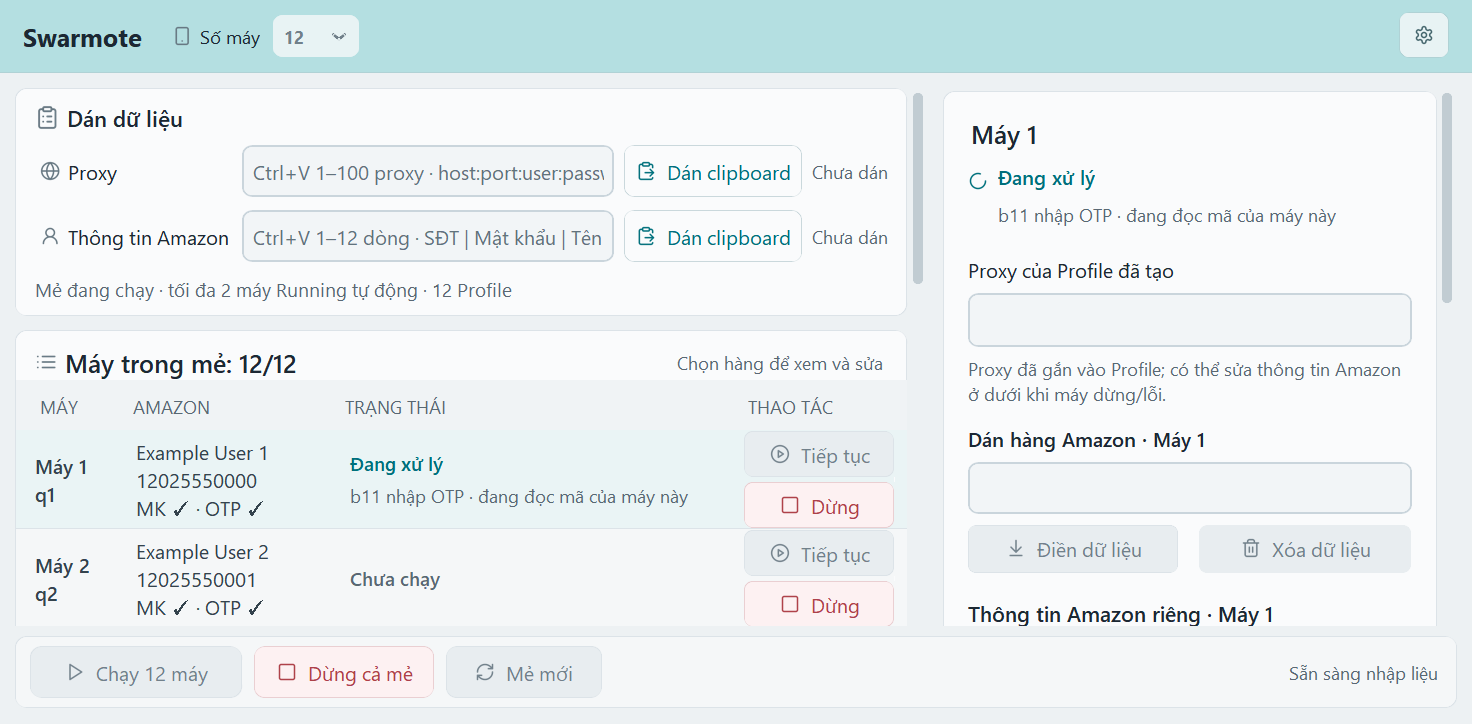 Swarmote
Số máy
12
Dán dữ liệu
Proxy
Ctrl+V 1–100 proxy · host:port:user:passw
Dán clipboard
Chưa dán
Thông tin Amazon
Ctrl+V 1–12 dòng · SĐT | Mật khẩu | Tên
Dán clipboard
Chưa dán
Mẻ đang chạy · tối đa 2 máy Running tự động · 12 Profile
Máy trong mẻ: 12/12
Chọn hàng để xem và sửa
MÁY AMAZON TRẠNG THÁI THAO TÁC
Máy 1
q1
Example User 1
12025550000
MK ✓ · OTP ✓
Đang xử lý
b11 nhập OTP · đang đọc mã của máy này
Tiếp tục
Dừng
Máy 2
q2
Example User 2
12025550001
MK ✓ · OTP ✓
Chưa chạy
Tiếp tục
Dừng
Máy 1
Đang xử lý
b11 nhập OTP · đang đọc mã của máy này
Proxy của Profile đã tạo
Proxy đã gắn vào Profile; có thể sửa thông tin Amazon
ở dưới khi máy dừng/lỗi.
Dán hàng Amazon · Máy 1
Điền dữ liệu
Xóa dữ liệu
Thông tin Amazon riêng · Máy 1
Chạy 12 máy
Dừng cả mẻ
Mẻ mới
Sẵn sàng nhập liệu